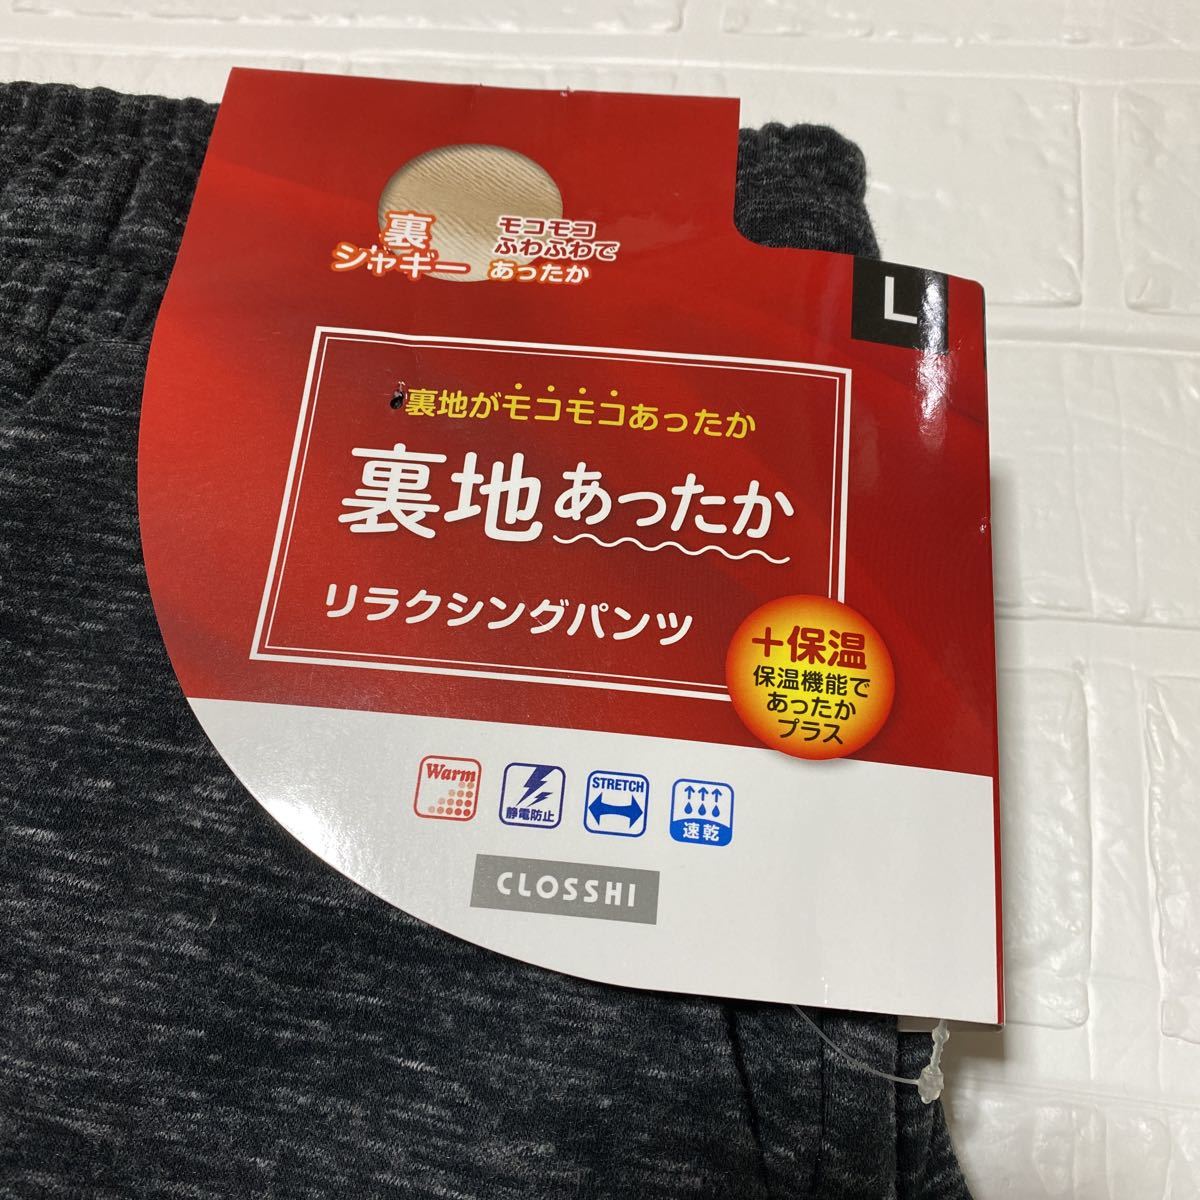 裏
シャギー
モコモコ
ふわふわで
あったか
L
裏地がモコモコあったか
裏地あったか
リラクシングパンツ
＋保温
保温機能で
あったか
プラス
Warm
静電防止
STRETCH
速乾
CLOSSHI